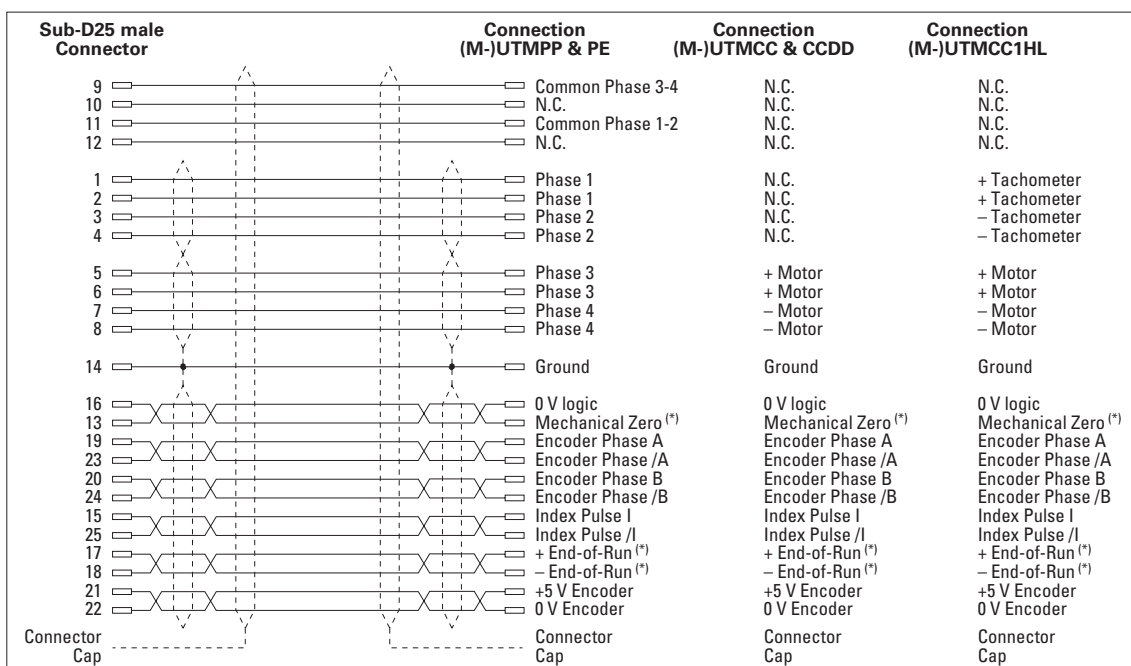 Sub-D25 male Connector Connection (M-)UTMPP & PE Connection (M-)UTMCC & CCDD Connection (M-)UTMCC1HL
9 Common Phase 3-4 N.C. N.C.
10 N.C. N.C. N.C.
11 Common Phase 1-2 N.C. N.C.
12 N.C. N.C. N.C.
1 Phase 1 N.C. + Tachometer
2 Phase 1 N.C. + Tachometer
3 Phase 2 N.C. – Tachometer
4 Phase 2 N.C. – Tachometer
5 Phase 3 + Motor + Motor
6 Phase 3 + Motor + Motor
7 Phase 4 – Motor – Motor
8 Phase 4 – Motor – Motor
14 Ground Ground Ground
16 0 V logic 0 V logic 0 V logic
13 Mechanical Zero (*) Mechanical Zero (*) Mechanical Zero (*)
19 Encoder Phase A Encoder Phase A Encoder Phase A
23 Encoder Phase /A Encoder Phase /A Encoder Phase /A
20 Encoder Phase B Encoder Phase B Encoder Phase B
24 Encoder Phase /B Encoder Phase /B Encoder Phase /B
15 Index Pulse I Index Pulse I Index Pulse I
25 Index Pulse /I Index Pulse /I Index Pulse /I
17 + End-of-Run (*) + End-of-Run (*) + End-of-Run (*)
18 – End-of-Run (*) – End-of-Run (*) – End-of-Run (*)
21 +5 V Encoder +5 V Encoder +5 V Encoder
22 0 V Encoder 0 V Encoder 0 V Encoder
Connector Connector Connector Connector
Cap Cap Cap Cap